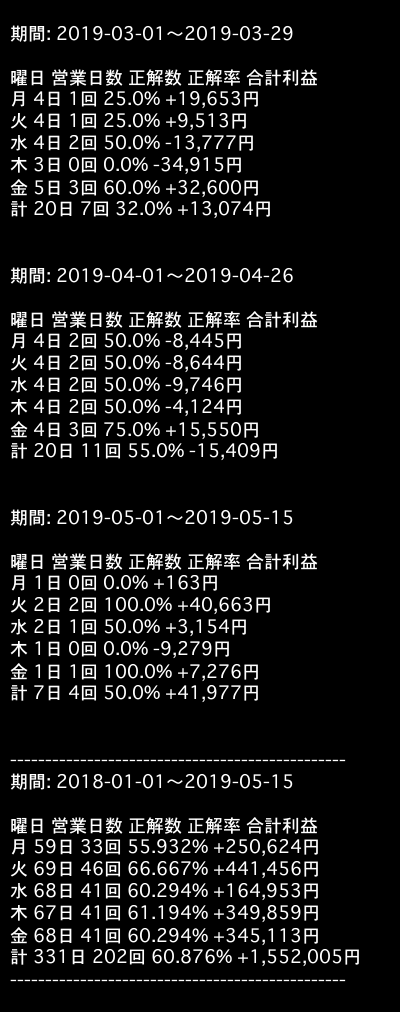 期間: 2019-03-01〜2019-03-29
曜日 営業日数 正解数 正解率 合計利益
月 4日 1回 25.0% +19,653円
火 4日 1回 25.0% +9,513円
水 4日 2回 50.0% -13,777円
木 3日 0回 0.0% -34,915円
金 5日 3回 60.0% +32,600円
計 20日 7回 32.0% +13,074円
期間: 2019-04-01〜2019-04-26
曜日 営業日数 正解数 正解率 合計利益
月 4日 2回 50.0% -8,445円
火 4日 2回 50.0% -8,644円
水 4日 2回 50.0% -9,746円
木 4日 2回 50.0% -4,124円
金 4日 3回 75.0% +15,550円
計 20日 11回 55.0% -15,409円
期間: 2019-05-01〜2019-05-15
曜日 営業日数 正解数 正解率 合計利益
月 1日 0回 0.0% +163円
火 2日 2回 100.0% +40,663円
水 2日 1回 50.0% +3,154円
木 1日 0回 0.0% -9,279円
金 1日 1回 100.0% +7,276円
計 7日 4回 50.0% +41,977円
------------------------------------------------
期間: 2018-01-01〜2019-05-15
曜日 営業日数 正解数 正解率 合計利益
月 59日 33回 55.932% +250,624円
火 69日 46回 66.667% +441,456円
水 68日 41回 60.294% +164,953円
木 67日 41回 61.194% +349,859円
金 68日 41回 60.294% +345,113円
計 331日 202回 60.876% +1,552,005円
------------------------------------------------